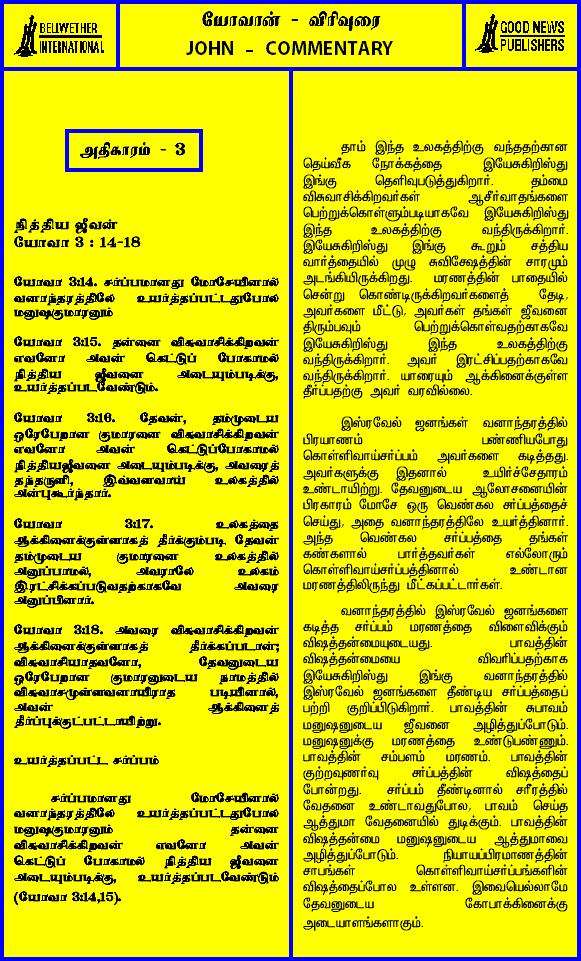 BELWETHER
INTERNATIONAL
யோவான் - விரிவுரை
JOHN - COMMENTARY
GOOD NEWS
PUBLISHERS
அதிகாரம் - 3
நித்திய ஜீவன்
யோவா 3 : 14-18
யோவா 3:14. சர்ப்பமானது மோசேயினால்
வனாந்தரத்திலே உயர்த்தப்பட்டதுபோல
மனுஷகுமாரனும்
யோவா 3:15. தன்னை விசுவாசிக்கிறவன்
எவனோ அவன் கெட்டுப் போகாமல்
நித்திய ஜீவனை அடையும்படிக்கு,
உயர்த்தப்படவேண்டும்.
யோவா 3:16. தேவன், தம்முடைய
ஒரேபேறான குமாரனை விசுவாசிக்கிறவன்
எவனோ அவன் கெட்டுப்போகாமல்
நித்தியஜீவனை அடையும்படிக்கு, அவரைத்
தந்தருளி, இவ்வளவாய் உலகத்தில்
அன்புகூர்ந்தார்.
யோவா 3:17. உலகத்தை
ஆக்கினைக்குள்ளாகத் தீர்க்கும்படி தேவன்
தம்முடைய குமாரனை உலகத்தில்
அனுப்பாமல், அவராலே உலகம்
இரட்சிக்கப்படுவதற்காகவே அவரை
அனுப்பினார்.
யோவா 3:18. அவரை விசுவாசிக்கிறவன்
ஆக்கினைக்குள்ளாகத் தீர்க்கப்படான்;
விசுவாசியாதவனோ, தேவனுடைய
ஒரேபேறான குமாரனுடைய நாமத்தில்
விசுவாசமுள்ளவனாயிராத படியினால்,
அவன் ஆக்கினைத்
தீர்ப்புக்குட்பட்டாயிற்று.
உயர்த்தப்பட்ட சர்ப்பம்
சர்ப்பமானது மோசேயினால்
வனாந்தரத்திலே உயர்த்தப்பட்டதுபோல
மனுஷகுமாரனும் தன்னை
விசுவாசிக்கிறவன் எவனோ அவன்
கெட்டுப் போகாமல் நித்திய ஜீவனை
அடையும்படிக்கு, உயர்த்தப்படவேண்டும்
(யோவா 3:14,15).
தாம் இந்த உலகத்திற்கு வந்ததற்கான
தெய்வீக நோக்கத்தை இயேசுகிறிஸ்து
இங்கு தெளிவுபடுத்துகிறார். தம்மை
விசுவாசிக்கிறவர்கள் ஆசீர்வாதங்களை
பெற்றுக்கொள்ளும்படியாகவே இயேசுகிறிஸ்து
இந்த உலகத்திற்கு வந்திருக்கிறார்.
இயேசுகிறிஸ்து இங்கு கூறும் சத்திய
வார்த்தையில் முழு சுவிசேஷத்தின் சாரமும்
அடங்கியிருக்கிறது. மரணத்தின் பாதையில்
சென்று கொண்டிருக்கிறவர்களைத் தேடி,
அவர்களை மீட்டு, அவர்கள் தங்கள் ஜீவனை
திரும்பவும் பெற்றுக்கொள்வதற்காகவே
இயேசுகிறிஸ்து இந்த உலகத்திற்கு
வந்திருக்கிறார். அவர் இரட்சிப்பதற்காகவே
வந்திருக்கிறார். யாரையும் ஆக்கினைக்குள்ள
தீர்ப்பதற்கு அவர் வரவில்லை.
இஸ்ரவேல் ஜனங்கள் வனாந்தரத்தில்
பிரயாணம் பண்ணியபோது
கொள்ளிவாய்சர்ப்பம் அவர்களை கடித்தது.
அவர்களுக்கு இதனால் உயிர்ச்சேதாரம்
உண்டாயிற்று. தேவனுடைய ஆலோசனையின்
பிரகாரம் மோசே ஒரு வெண்கல சர்ப்பத்தைச்
செய்து, அதை வனாந்தரத்திலே உயர்த்தினார்.
அந்த வெண்கல சர்ப்பத்தை தங்கள்
கண்களால் பார்த்தவர்கள் எல்லோரும்
கொள்ளிவாய்சர்ப்பத்தினால் உண்டான
மரணத்திலிருந்து மீட்கப்பட்டார்கள்.
வனாந்தரத்தில் இஸ்ரவேல் ஜனங்களை
கடித்த சர்ப்பம் மரணத்தை விளைவிக்கும்
விஷத்தன்மையுடையது. பாவத்தின்
விஷத்தன்மையை விவரிப்பதற்காக
இயேசுகிறிஸ்து இங்கு வனாந்தரத்தில்
இஸ்ரவேல் ஜனங்களை தீண்டிய சர்ப்பத்தைப்
பற்றி குறிப்பிடுகிறார். பாவத்தின் சுபாவம்
மனுஷனுடைய ஜீவனை அழித்துப்போடும்.
மனுஷனுக்கு மரணத்தை உண்டுபண்ணும்.
பாவத்தின் சம்பளம் மரணம். பாவத்தின்
குற்றவுணர்வு சர்ப்பத்தின் விஷத்தைப்
போன்றது. சர்ப்பம் தீண்டினால் சரீரத்தில்
வேதனை உண்டாவதுபோல, பாவம் செய்த
ஆத்துமா வேதனையில் துடிக்கும். பாவத்தின்
விஷத்தன்மை மனுஷனுடைய ஆத்துமாவை
அழித்துப்போடும். நியாயப்பிரமாணத்தின்
சாபங்கள் கொள்ளிவாய்சர்ப்பங்களின்
விஷத்தைப்போல உள்ளன. இவையெல்லாமே
தேவனுடைய கோபாக்கினைக்கு
அடையாளங்களாகும்.